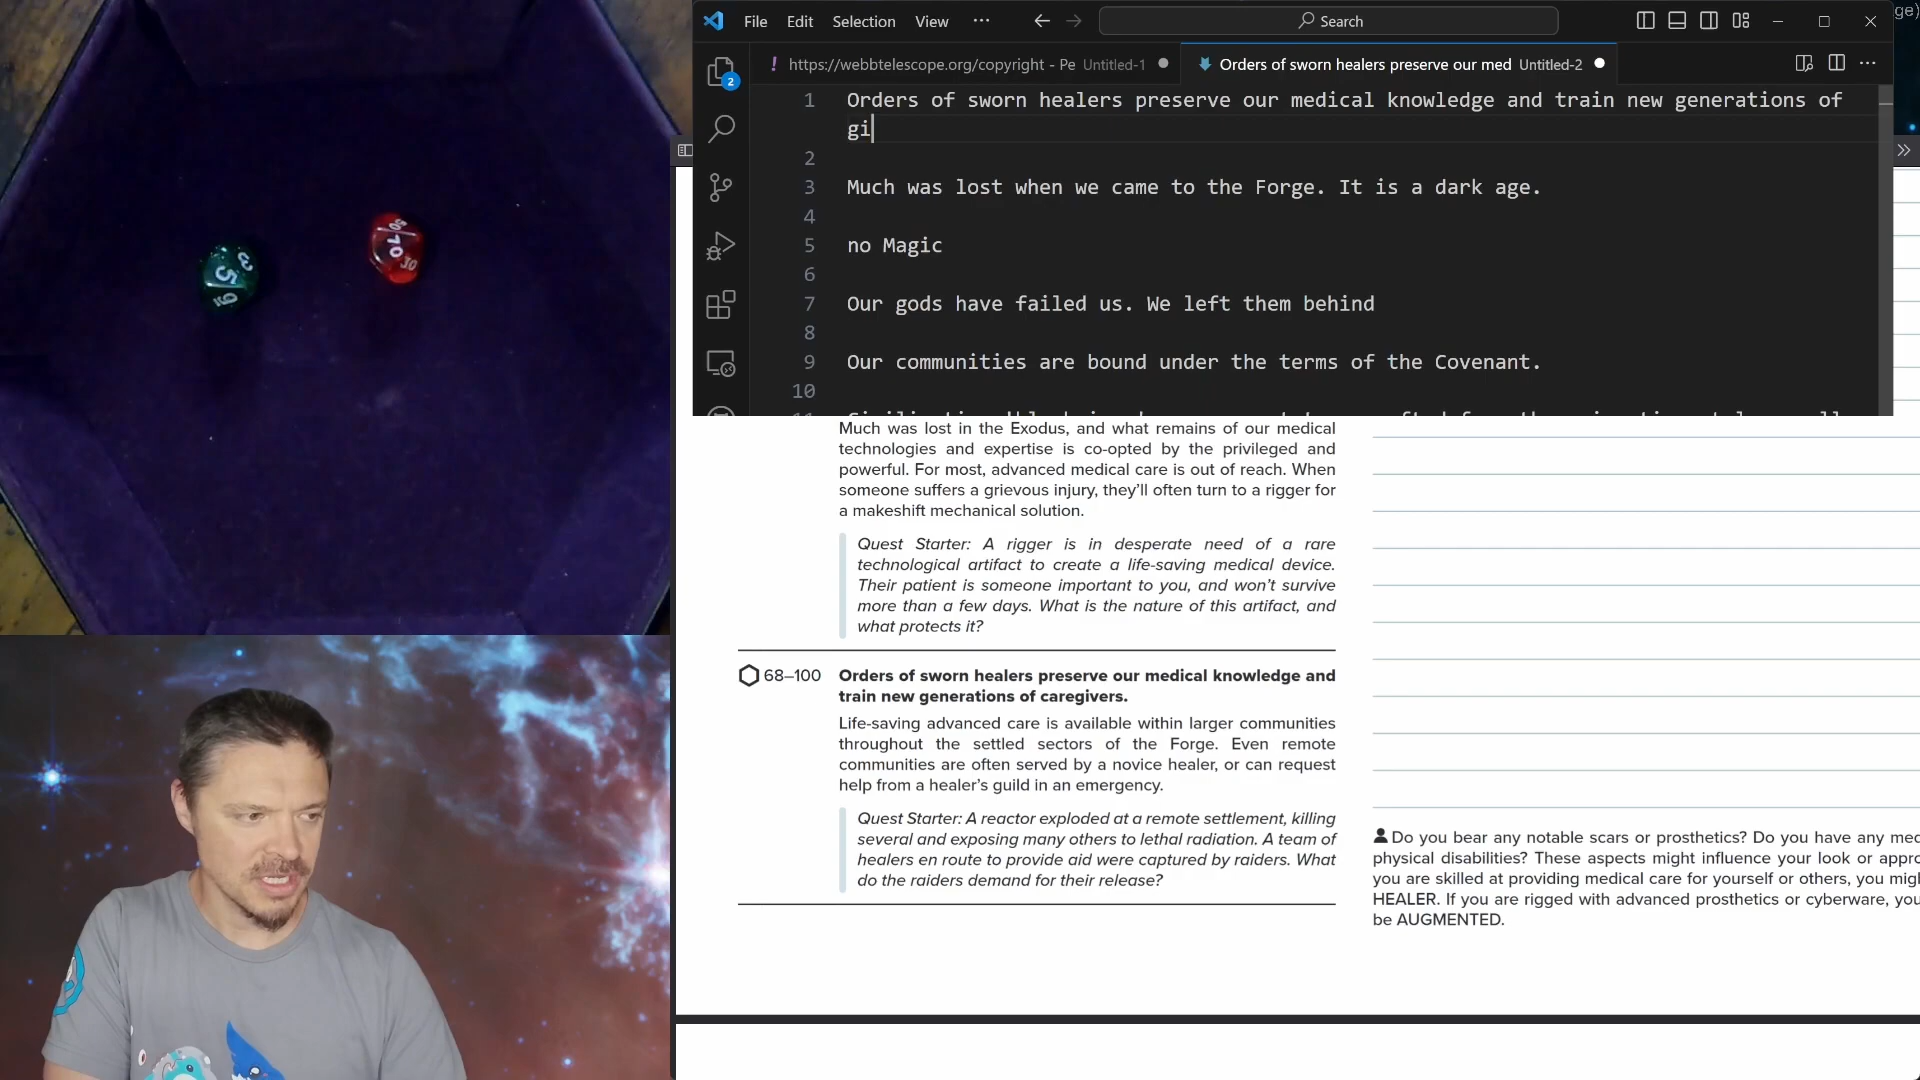 File Edit Selection View ··· Search
ge)
2
https://webbtelescope.org/copyright - Pe Untitled-1
Orders of sworn healers preserve our med Untitled-2
1 Orders of sworn healers preserve our medical knowledge and train new generations of
gi
2
3 Much was lost when we came to the Forge. It is a dark age.
4
5 no Magic
6
7 Our gods have failed us. We left them behind
8
9 Our communities are bound under the terms of the Covenant.
10
Much was lost in the Exodus, and what remains of our medical
technologies and expertise is co-opted by the privileged and
powerful. For most, advanced medical care is out of reach. When
someone suffers a grievous injury, they'll often turn to a rigger for
a makeshift mechanical solution.
Quest Starter: A rigger is in desperate need of a rare
technological artifact to create a life-saving medical device.
Their patient is someone important to you, and won't survive
more than a few days. What is the nature of this artifact, and
what protects it?
68–100 Orders of sworn healers preserve our medical knowledge and
train new generations of caregivers.
Life-saving advanced care is available within larger communities
throughout the settled sectors of the Forge. Even remote
communities are often served by a novice healer, or can request
help from a healer's guild in an emergency.
Quest Starter: A reactor exploded at a remote settlement, killing
several and exposing many others to lethal radiation. A team of
healers en route to provide aid were captured by raiders. What
do the raiders demand for their release?
Do you bear any notable scars or prosthetics? Do you have any med
physical disabilities? These aspects might influence your look or appro
you are skilled at providing medical care for yourself or others, you mig
HEALER. If you are rigged with advanced prosthetics or cyberware, you
be AUGMENTED.